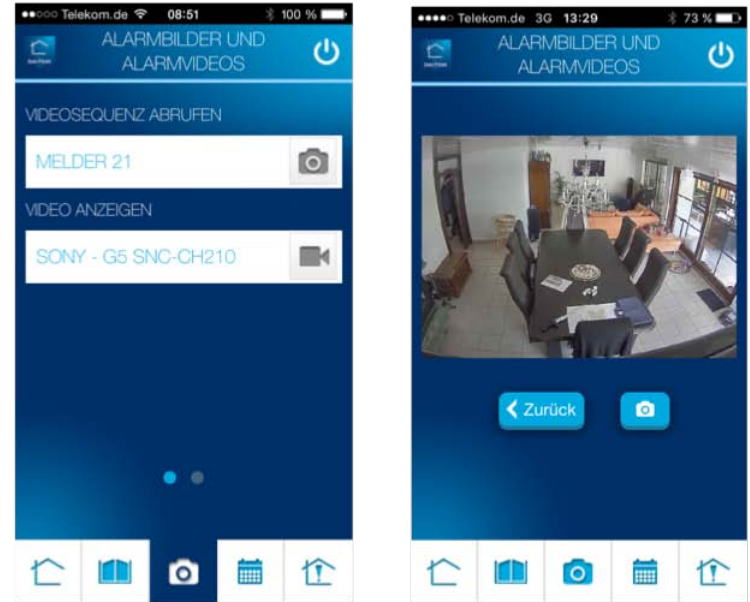 Telekom.de 08:51 100 %
ALARMBILDER UND
ALARMVIDEOS
VIDEOSEQUENZ ABRUFEN
MELDER 21
VIDEO ANZEIGEN
SONY - G5 SNC-CH210
Telekom.de 3G 13:29 73 %
ALARMBILDER UND
ALARMVIDEOS
Zurück